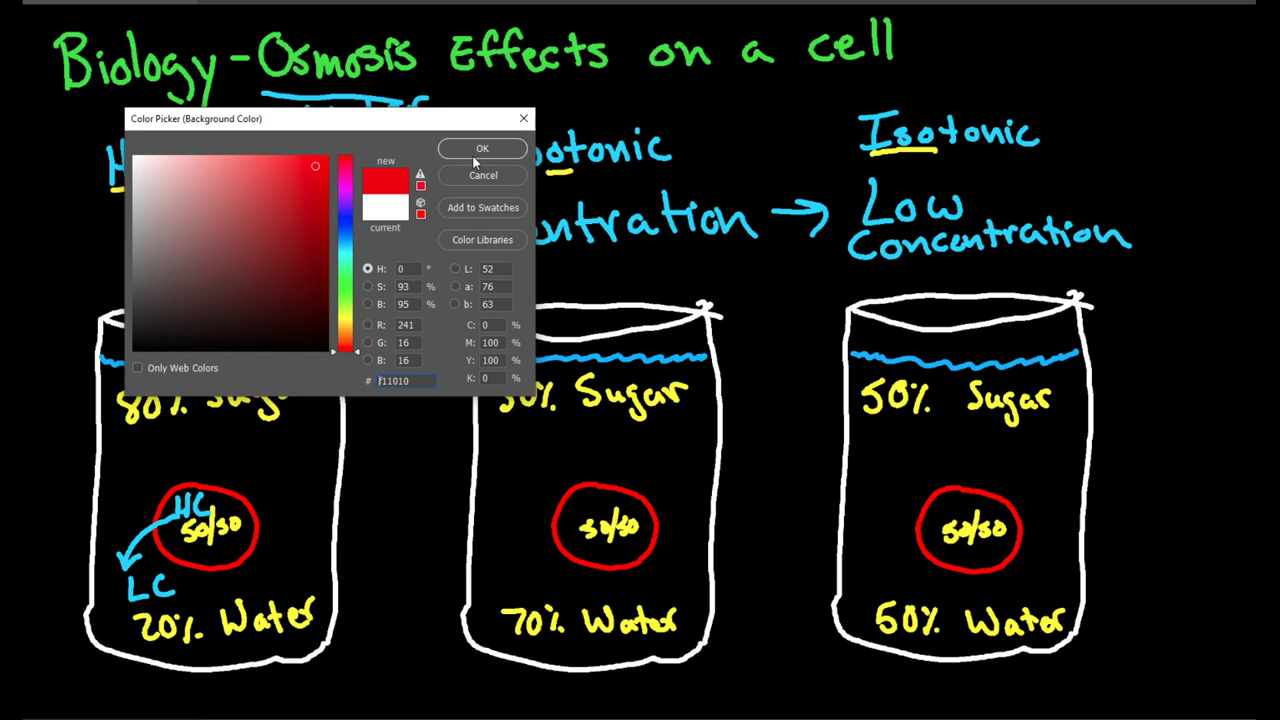 Biology - Osmosis Effects on a cell
Color Picker (Background Color)
Isotonic
otonic
ntration → Low
Concentration
new
current
OK
Cancel
Add to Swatches
Color Libraries
H: 0 °
S: 93 %
B: 95 %
R: 241
G: 16
B: 16
# f11010
L: 52
a: 76
b: 63
C: 0 %
M: 100 %
Y: 100 %
K: 0 %
Only Web Colors
80% Sugar
30% Sugar
50% Sugar
HC
50/50
LC
50/50
50/50
20% Water
70% Water
50% Water